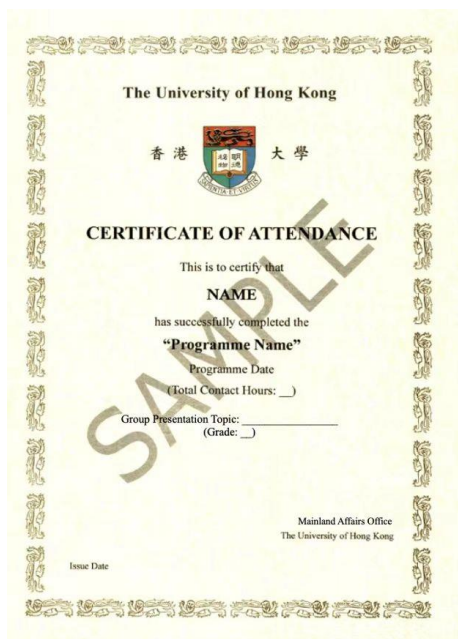 The University of Hong Kong
香港 大學
SAPIENTIA ET VIRTUS
CERTIFICATE OF ATTENDANCE
This is to certify that
NAME
has successfully completed the
“Programme Name”
Programme Date
(Total Contact Hours: __)
Group Presentation Topic: __________________
(Grade: __)
SAMPLE
Mainland Affairs Office
The University of Hong Kong
Issue Date